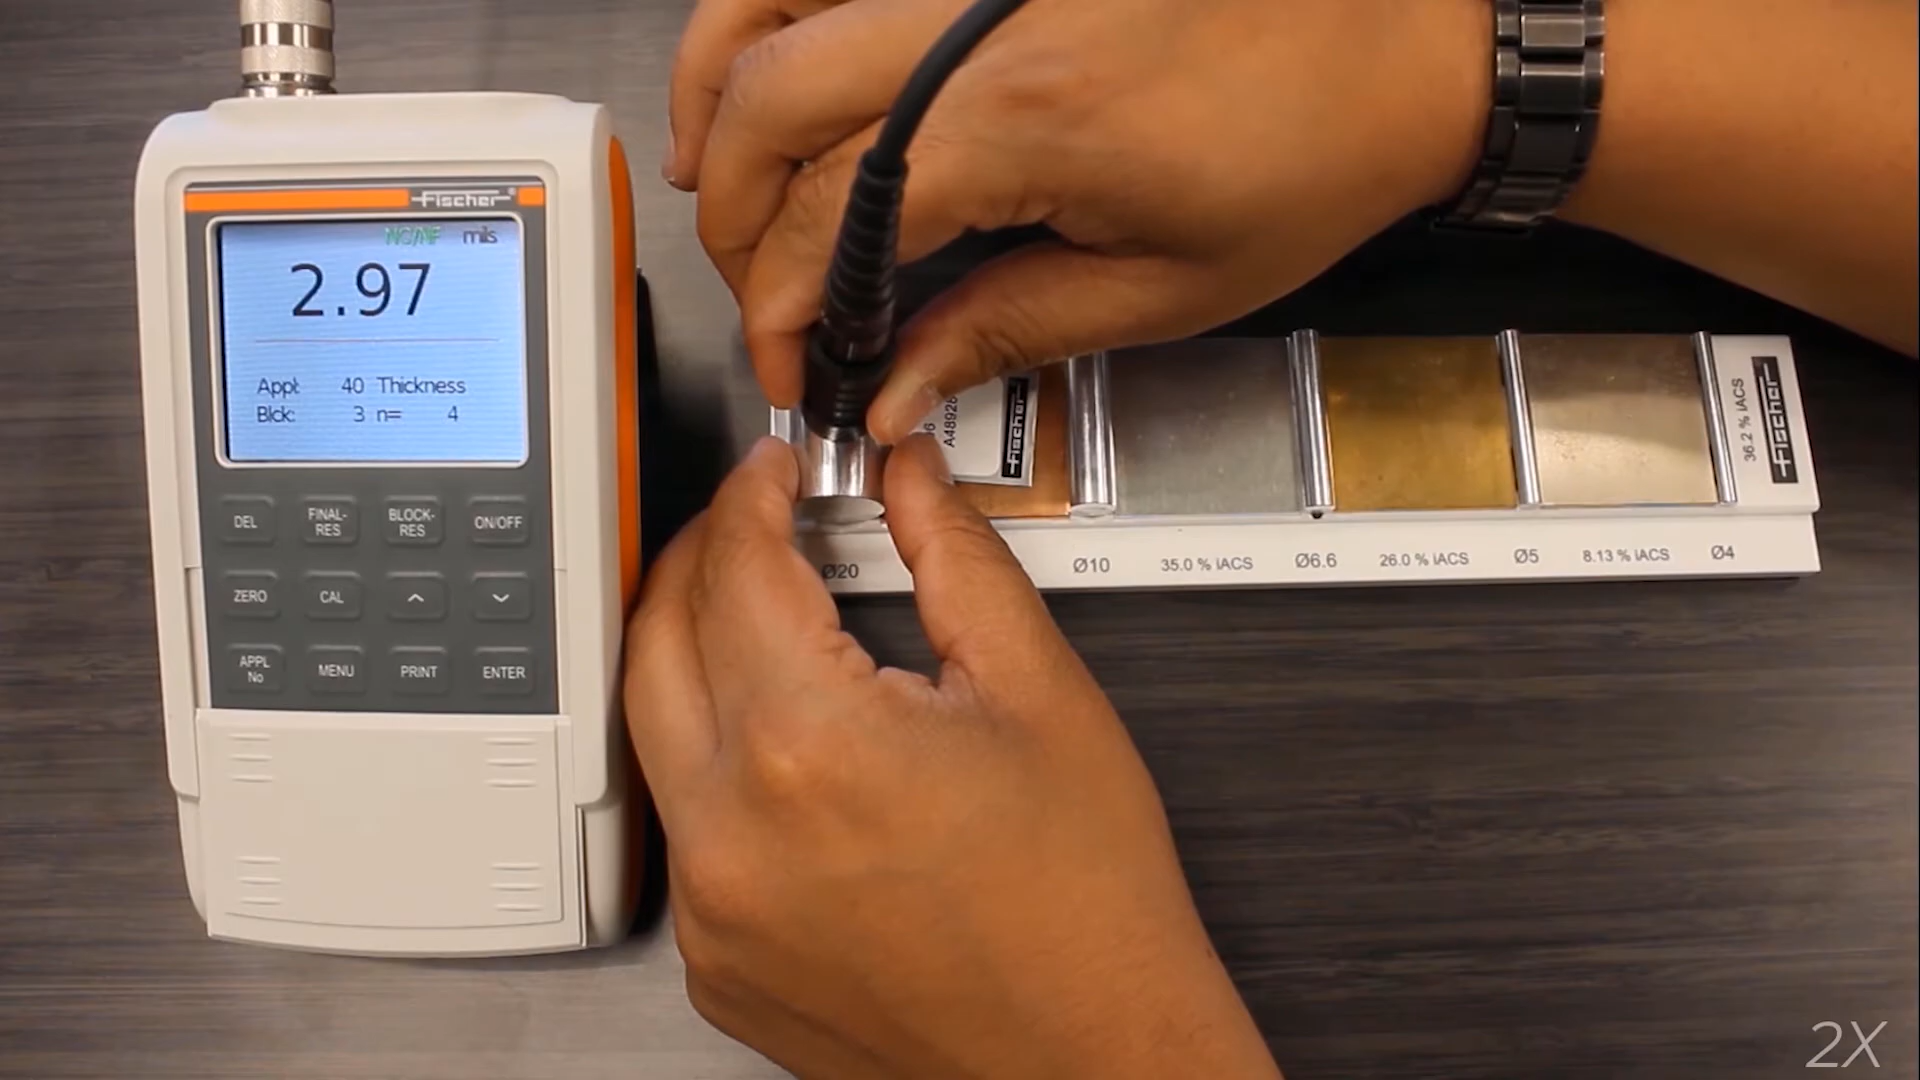 Fischer®
NC/NF mils
2.97
Appl: 40 Thickness
Blck: 3 n= 4
DEL
FINAL-
RES
BLOCK-
RES
ON/OFF
ZERO
CAL
APPL
No
MENU
PRINT
ENTER
A48928
Fischer
36.2 % IACS
Fischer
Ø20
Ø10
35.0 % IACS
Ø6.6
26.0 % IACS
Ø5
8.13 % IACS
Ø4
2X